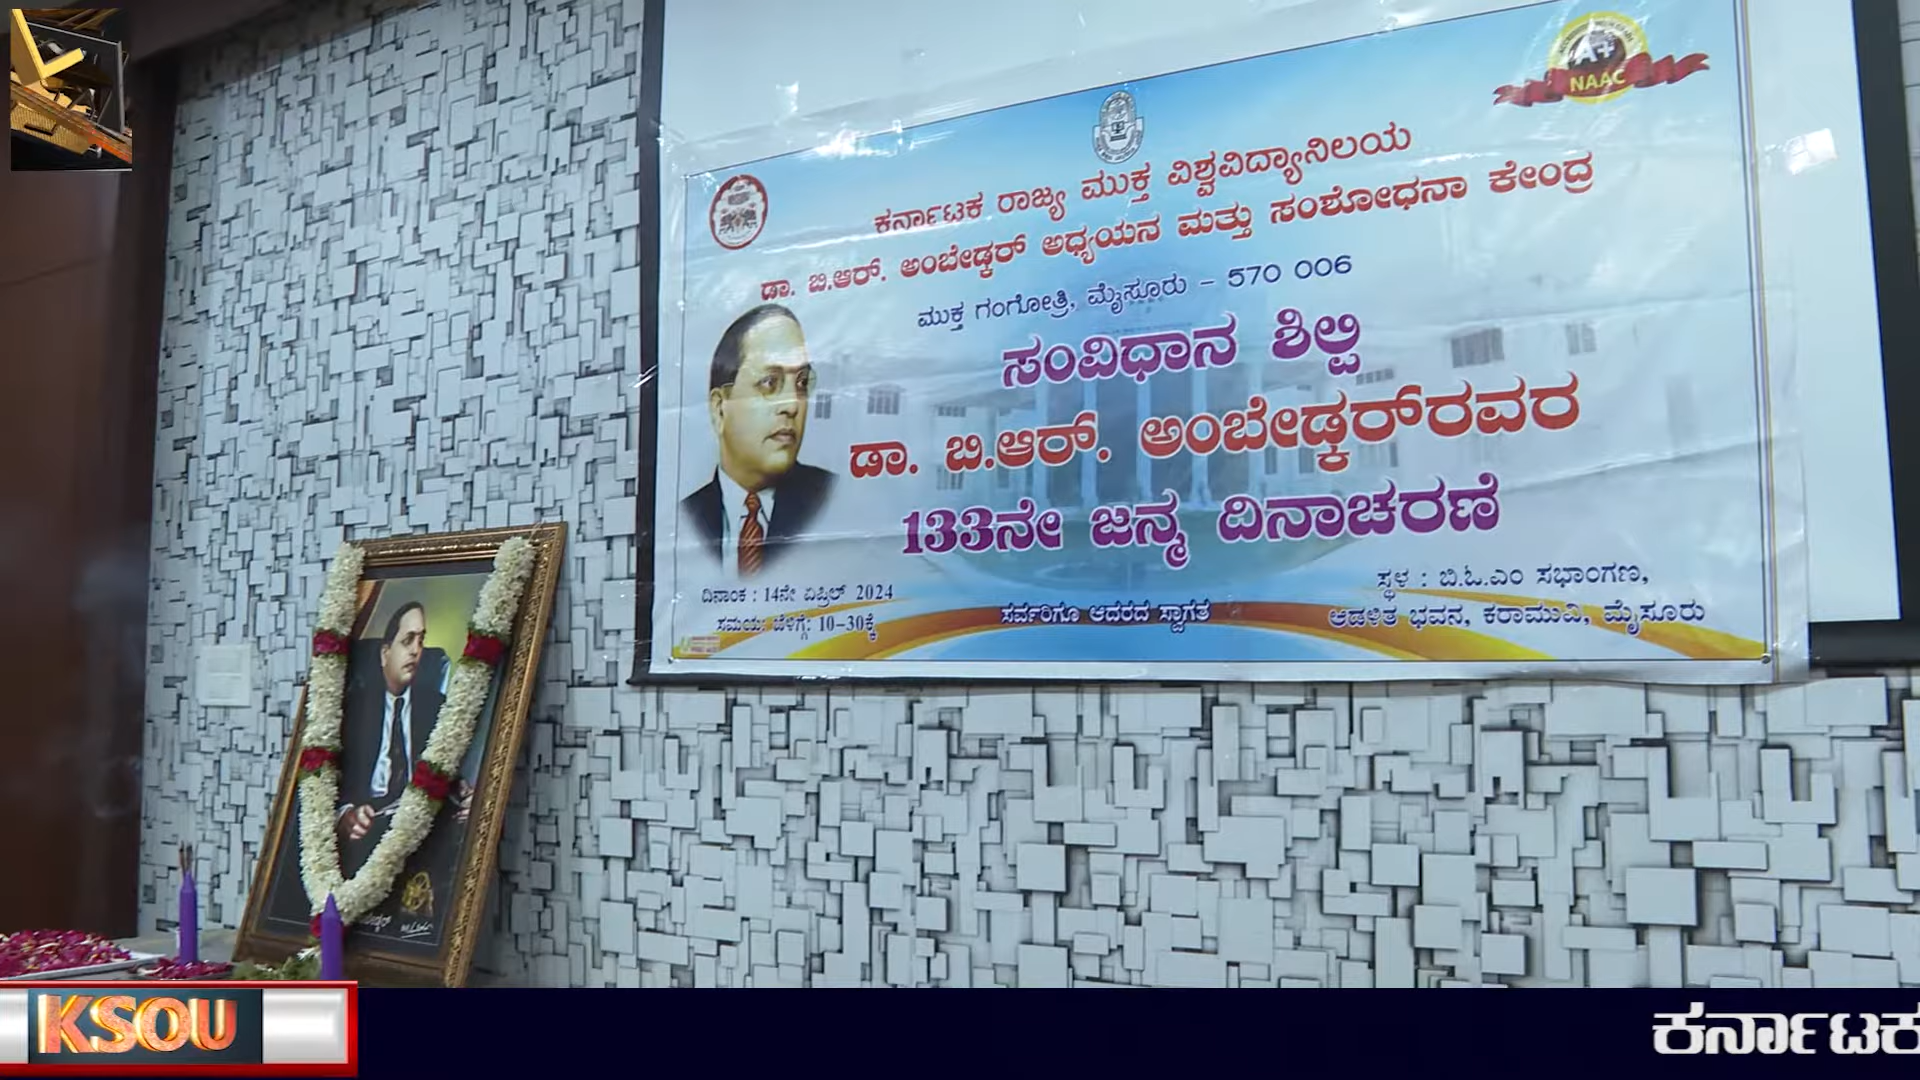 A+
NAAC
ಕರ್ನಾಟಕ ರಾಜ್ಯ ಮುಕ್ತ ವಿಶ್ವವಿದ್ಯಾನಿಲಯ
ಡಾ. ಬಿ.ಆರ್. ಅಂಬೇಡ್ಕರ್ ಅಧ್ಯಯನ ಮತ್ತು ಸಂಶೋಧನಾ ಕೇಂದ್ರ
ಮುಕ್ತ ಗಂಗೋತ್ರಿ, ಮೈಸೂರು – 570 006
ಸಂವಿಧಾನ ಶಿಲ್ಪಿ
ಡಾ. ಬಿ.ಆರ್. ಅಂಬೇಡ್ಕರ್‌ರವರ
133ನೇ ಜನ್ಮ ದಿನಾಚರಣೆ
ದಿನಾಂಕ : 14ನೇ ಏಪ್ರಿಲ್ 2024
ಸಮಯ: ಬೆಳಿಗ್ಗೆ: 10-30ಕ್ಕೆ
ಸರ್ವರಿಗೂ ಆದರದ ಸ್ವಾಗತ
ಸ್ಥಳ : ಬಿ.ಓ.ಎಂ ಸಭಾಂಗಣ,
ಆಡಳಿತ ಭವನ, ಕರಾಮುವಿ, ಮೈಸೂರು
KSOU
ಕರ್ನಾಟಕ